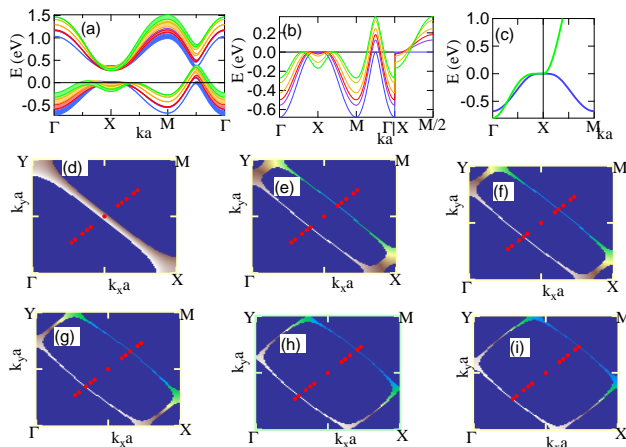 (a)
E (eV)
1.5
1.0
0.5
0.0
-0.5
Γ X M Γ
ka
(b)
E (eV)
0.2
0.0
-0.2
-0.4
-0.6
Γ X M Γ|X M/2
ka
(c)
E (eV)
1.0
0.5
0.0
-0.5
Γ X M
ka
Y (d) M
kya
Γ kxa X
Y (e) M
kya
Γ kxa X
Y (f) M
kya
Γ kxa X
Y (g) M
kya
Γ kxa X
Y (h) M
kya
Γ kxa X
Y (i) M
kya
Γ kxa X